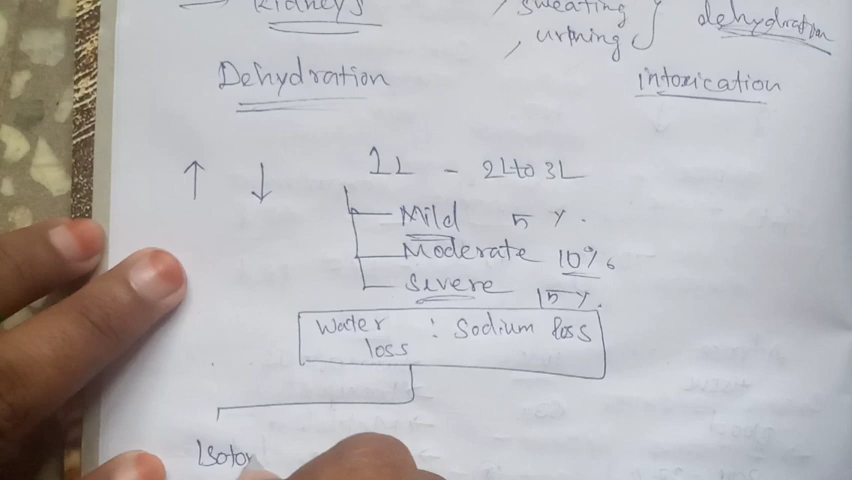 → Kidneys
, sweating
, urining
dehydration
Dehydration
intoxication
↑ ↓ 1L - 2L to 3L
Mild 5 %.
Moderate 10%.
Severe 15 %.
Water loss : Sodium loss
Isoton